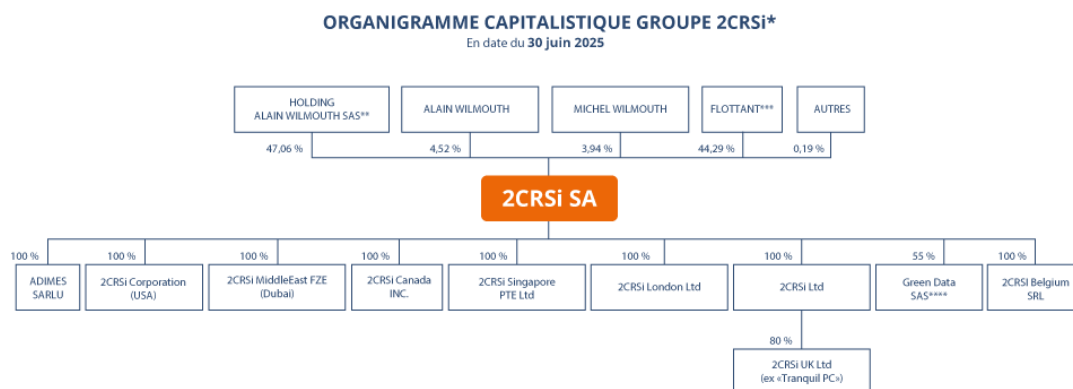 ORGANIGRAMME CAPITALISTIQUE GROUPE 2CRSi*
En date du 30 juin 2025
HOLDING
ALAIN WILMOUTH SAS**
ALAIN WILMOUTH
MICHEL WILMOUTH
FLOTTANT***
AUTRES
47,06 %
4,52 %
3,94 %
44,29 %
0,19 %
2CRSi SA
100 %
100 %
100 %
100 %
100 %
100 %
100 %
55 %
100 %
ADIMES
SARLU
2CRSi Corporation
(USA)
2CRSi MiddleEast FZE
(Dubai)
2CRSi Canada
INC.
2CRSi Singapore
PTE Ltd
2CRSi London Ltd
2CRSi Ltd
Green Data
SAS****
2CRSI Belgium
SRL
80 %
2CRSi UK Ltd
(ex «Tranquil PC»)